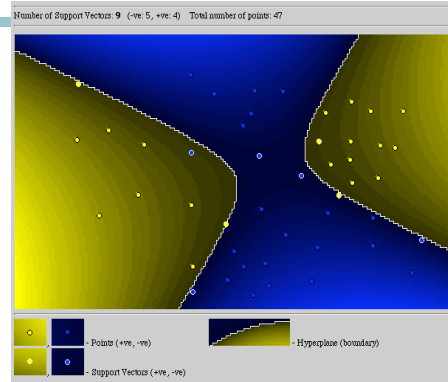 Number of Support Vectors: 9 (-ve: 5, +ve: 4) Total number of points: 47
, - Points (+ve, -ve) - Hyperplane (boundary)
, - Support Vectors (+ve, -ve)